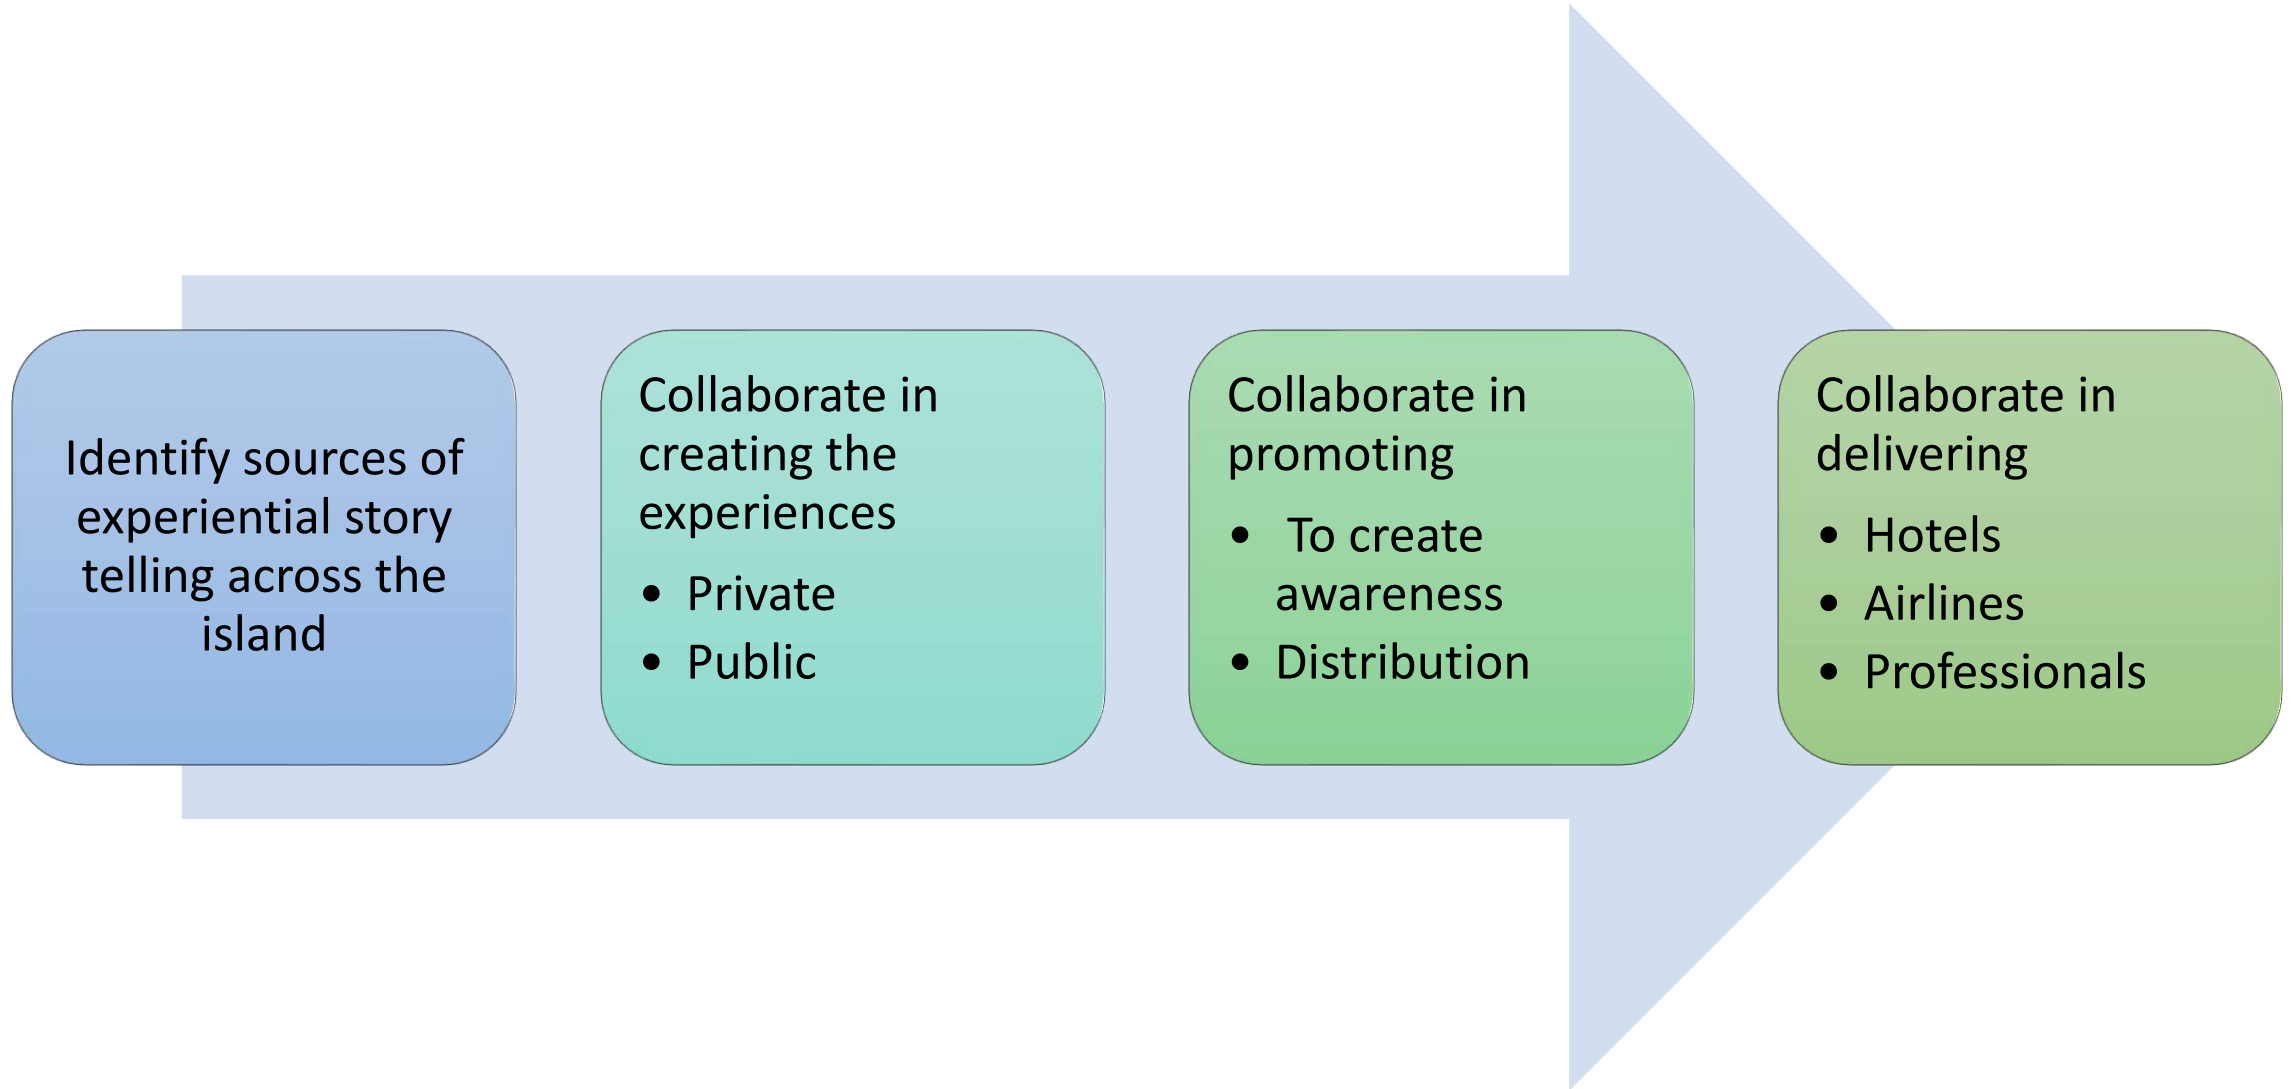 Identify sources of
experiential story
telling across the
island
Collaborate in
creating the
experiences
• Private
• Public
Collaborate in
promoting
• To create
awareness
• Distribution
Collaborate in
delivering
• Hotels
• Airlines
• Professionals